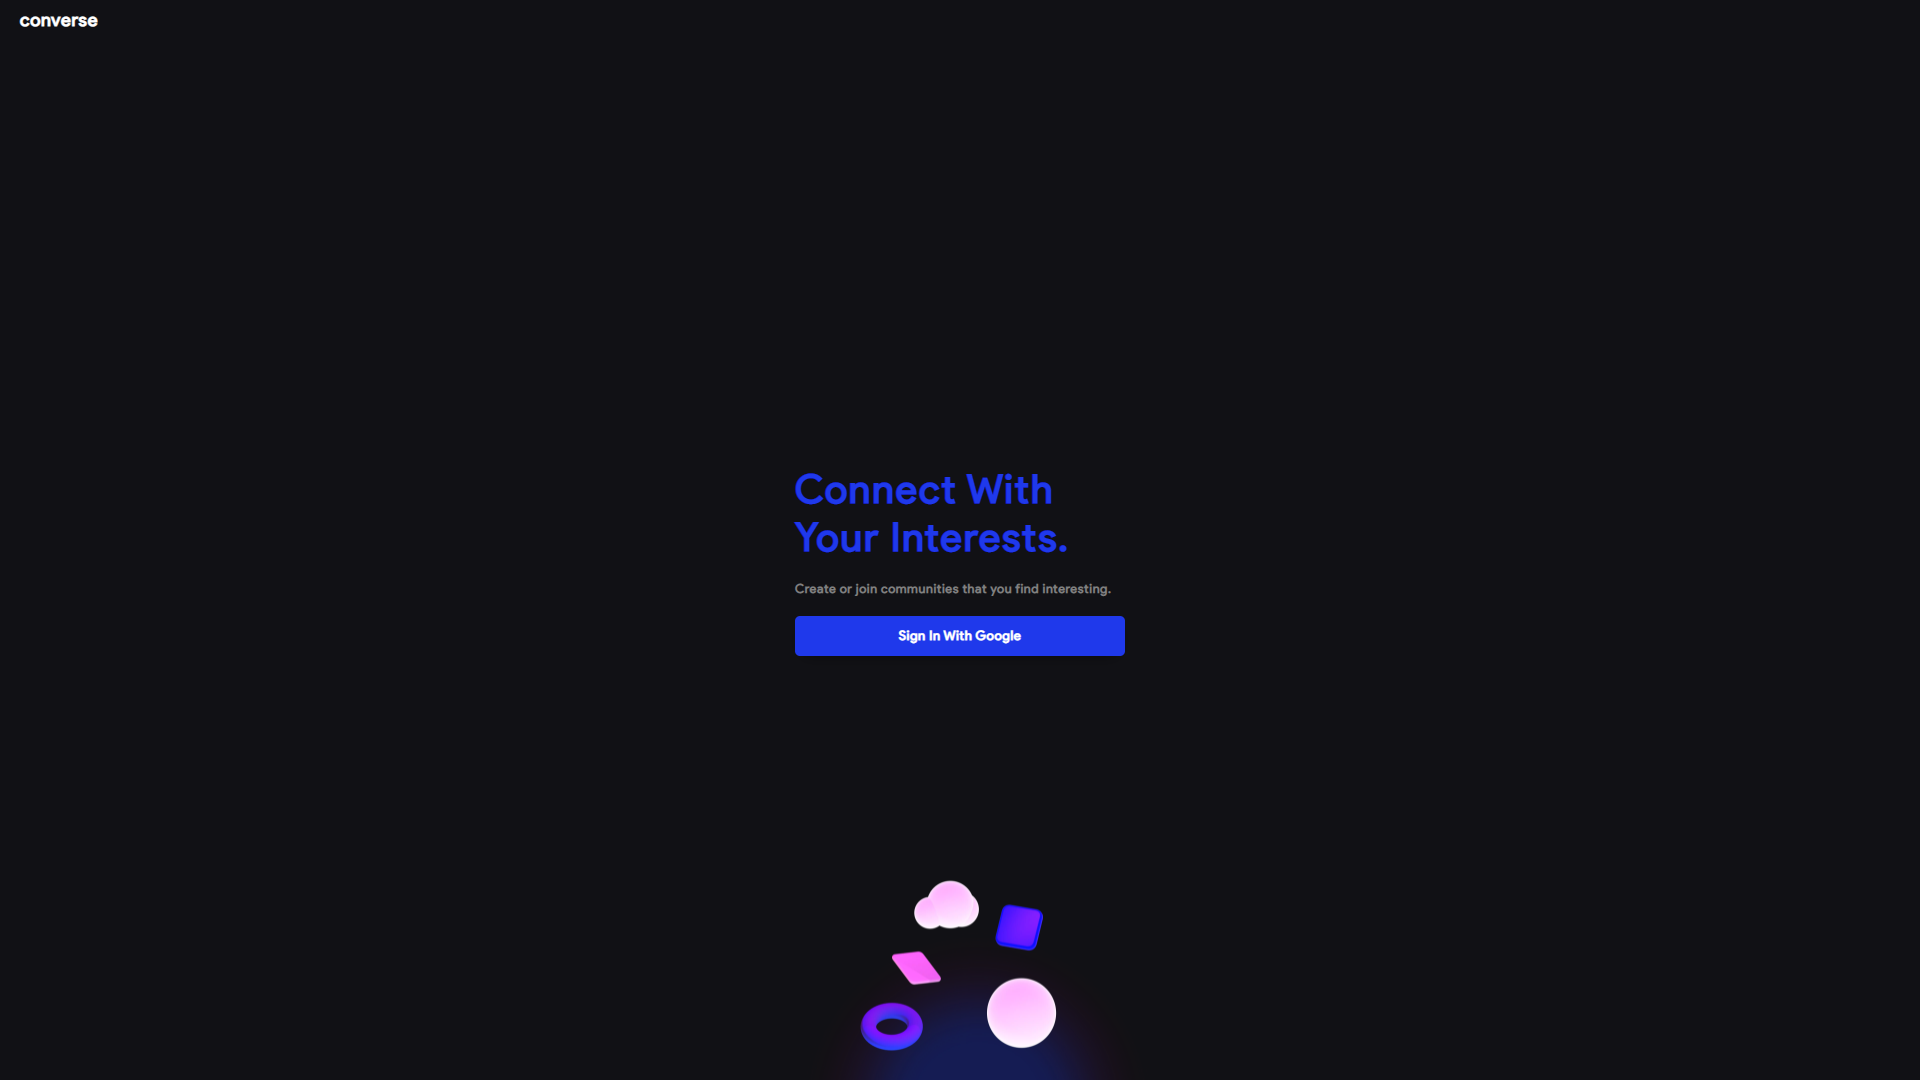 converse
Connect With
Your Interests.
Create or join communities that you find interesting.
Sign In With Google